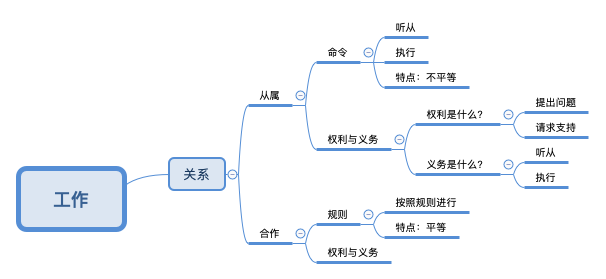 工作
关系
从属
命令
听从
执行
特点：不平等
权利与义务
权利是什么?
提出问题
请求支持
义务是什么?
听从
执行
合作
规则
按照规则进行
特点：平等
权利与义务